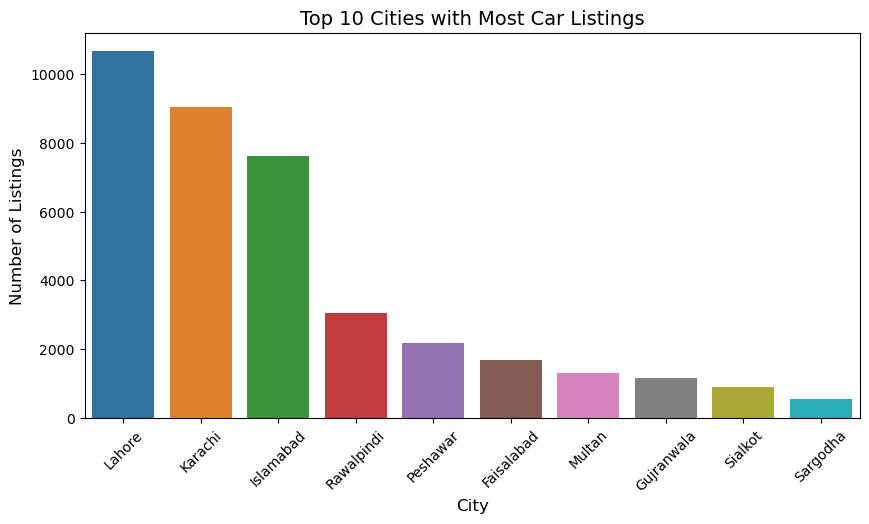 Top 10 Cities with Most Car Listings
Number of Listings
10000
8000
6000
4000
2000
0
Lahore
Karachi
Islamabad
Rawalpindi
Peshawar
Faisalabad
Multan
Gujranwala
Sialkot
Sargodha
City